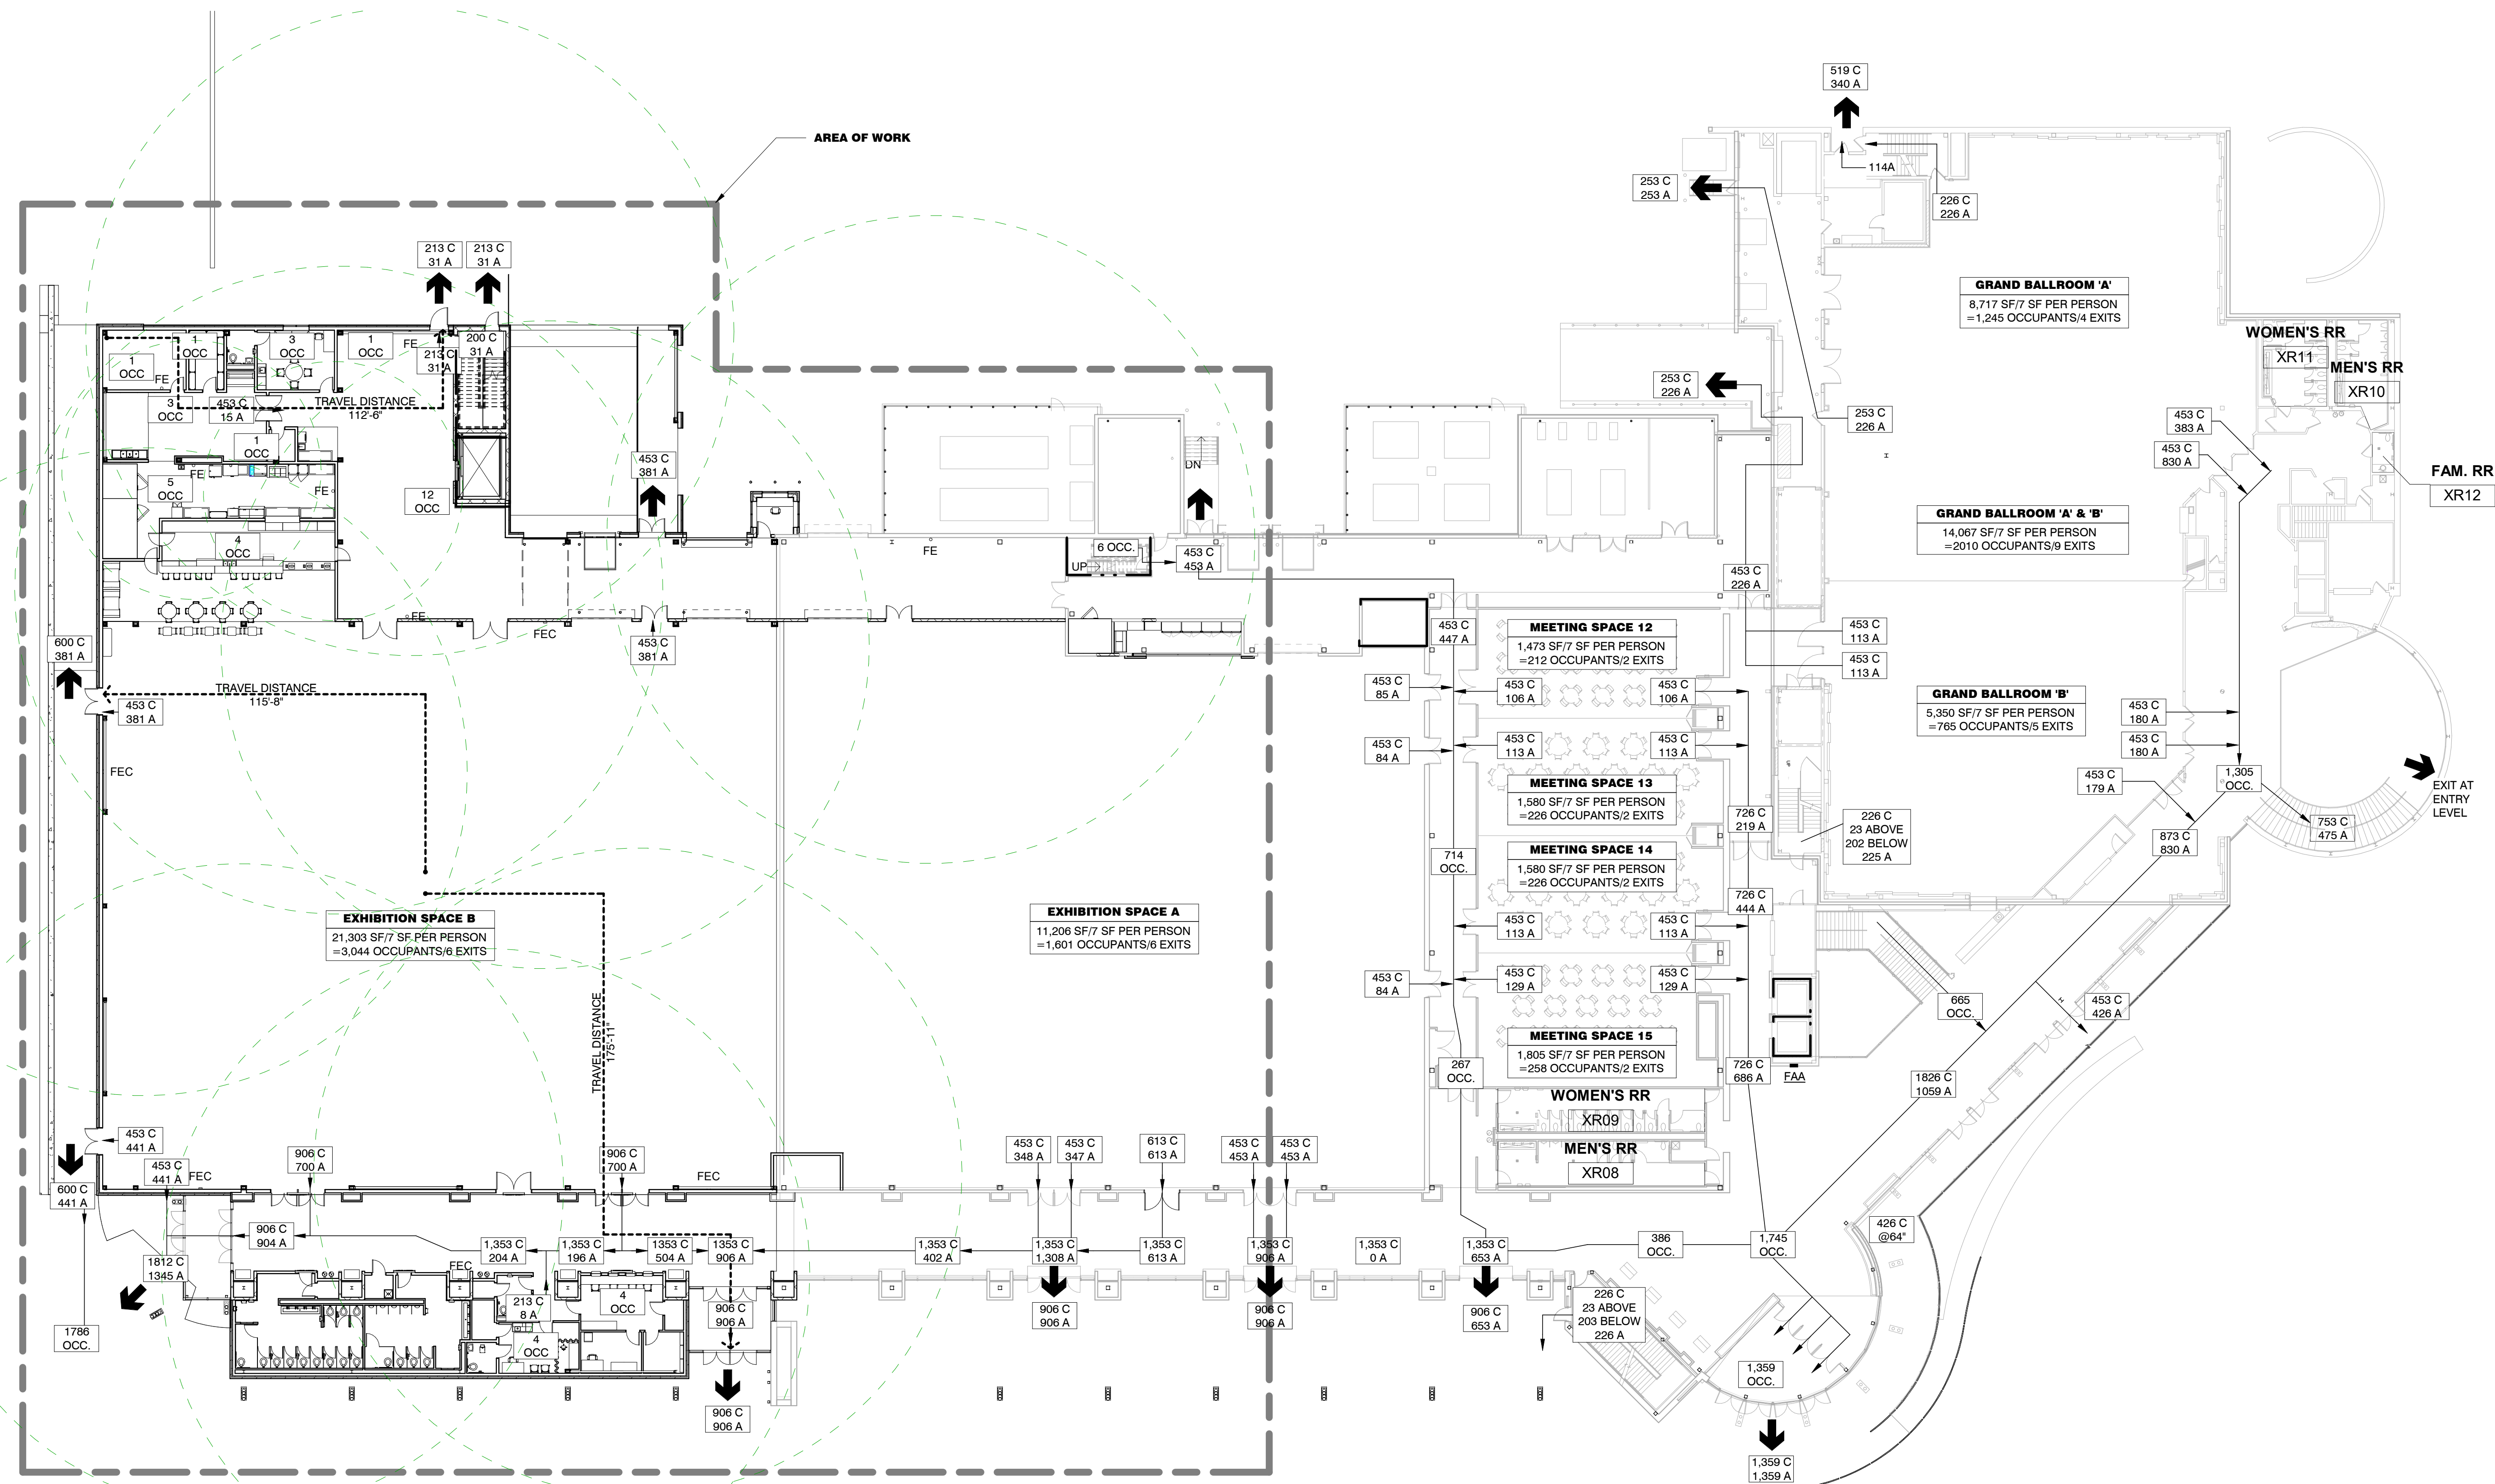 519 C
340 A
AREA OF WORK
114A
253 C
253 A
226 C
226 A
213 C
31 A
213 C
31 A
GRAND BALLROOM 'A'
8,717 SF/7 SF PER PERSON
=1,245 OCCUPANTS/4 EXITS
1
OCC
1
OCC
3
OCC
1
OCC
FE
200 C
31 A
213 C
31 A
FE
WOMEN'S RR
XR11
MEN'S RR
XR10
253 C
226 A
3
OCC
453 C
15 A
TRAVEL DISTANCE
112'-6"
253 C
226 A
453 C
383 A
1
OCC
453 C
830 A
FE
FE
453 C
381 A
DN
FAM. RR
XR12
5
OCC
12
OCC
GRAND BALLROOM 'A' & 'B'
14,067 SF/7 SF PER PERSON
=2010 OCCUPANTS/9 EXITS
4
OCC
FE
6 OCC.
UP
453 C
453 A
453 C
226 A
FE
FEC
600 C
381 A
453 C
381 A
453 C
447 A
MEETING SPACE 12
1,473 SF/7 SF PER PERSON
=212 OCCUPANTS/2 EXITS
453 C
113 A
453 C
113 A
TRAVEL DISTANCE
115'-8"
453 C
85 A
453 C
106 A
453 C
106 A
GRAND BALLROOM 'B'
5,350 SF/7 SF PER PERSON
=765 OCCUPANTS/5 EXITS
453 C
381 A
453 C
180 A
453 C
84 A
453 C
113 A
453 C
113 A
453 C
180 A
FEC
MEETING SPACE 13
1,580 SF/7 SF PER PERSON
=226 OCCUPANTS/2 EXITS
453 C
179 A
1,305
OCC.
EXIT AT
ENTRY
LEVEL
726 C
219 A
226 C
23 ABOVE
202 BELOW
225 A
753 C
475 A
873 C
830 A
714
OCC.
MEETING SPACE 14
1,580 SF/7 SF PER PERSON
=226 OCCUPANTS/2 EXITS
726 C
444 A
EXHIBITION SPACE B
21,303 SF/7 SF PER PERSON
=3,044 OCCUPANTS/6 EXITS
EXHIBITION SPACE A
11,206 SF/7 SF PER PERSON
=1,601 OCCUPANTS/6 EXITS
453 C
113 A
453 C
113 A
453 C
84 A
453 C
129 A
453 C
129 A
665
OCC.
453 C
426 A
TRAVEL DISTANCE
175'-11"
MEETING SPACE 15
1,805 SF/7 SF PER PERSON
=258 OCCUPANTS/2 EXITS
267
OCC.
726 C
686 A
FAA
1826 C
1059 A
WOMEN'S RR
XR09
453 C
441 A
MEN'S RR
XR08
453 C
441 A
FEC
906 C
700 A
906 C
700 A
FEC
453 C
348 A
453 C
347 A
613 C
613 A
453 C
453 A
453 C
453 A
600 C
441 A
906 C
904 A
1,353 C
204 A
1,353 C
196 A
1353 C
504 A
1353 C
906 A
1,353 C
402 A
1,353 C
1,308 A
1,353 C
613 A
1,353 C
906 A
1,353 C
0 A
1,353 C
653 A
386
OCC.
1,745
OCC.
426 C
@64"
1812 C
1345 A
FEC
213 C
8 A
4
OCC
906 C
906 A
906 C
906 A
906 C
906 A
906 C
653 A
226 C
23 ABOVE
203 BELOW
226 A
1786
OCC.
4
OCC
1,359
OCC.
906 C
906 A
1,359 C
1,359 A